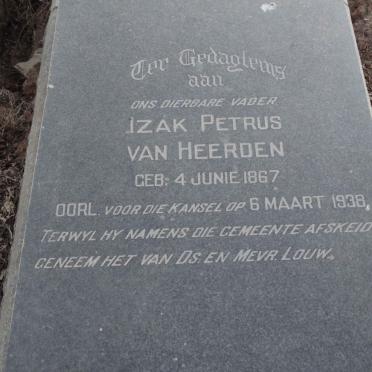 Ter Gedagtenis
aan
ONS DIERBARE VADER
IZAK PETRUS
VAN HEERDEN
GEB: 4 JUNIE 1867
OORL. VOOR DIE KANSEL OP 6 MAART 1938,
TERWYL HY NAMENS DIE GEMEENTE AFSKEID
GENEEM HET VAN DS. EN MEVR. LOUW.